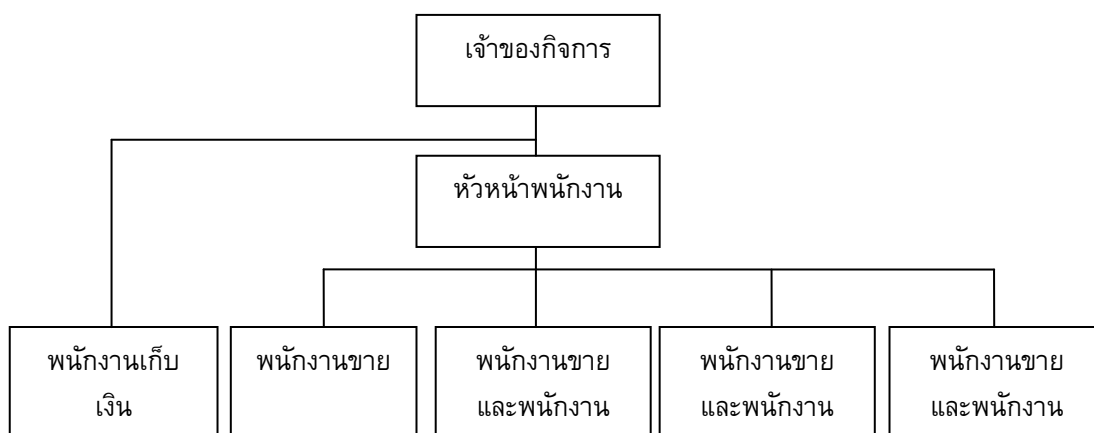 เจ้าของกิจการ
หัวหน้าพนักงาน
พนักงานเก็บ
เงิน
พนักงานขาย
พนักงานขาย
และพนักงาน
พนักงานขาย
และพนักงาน
พนักงานขาย
และพนักงาน